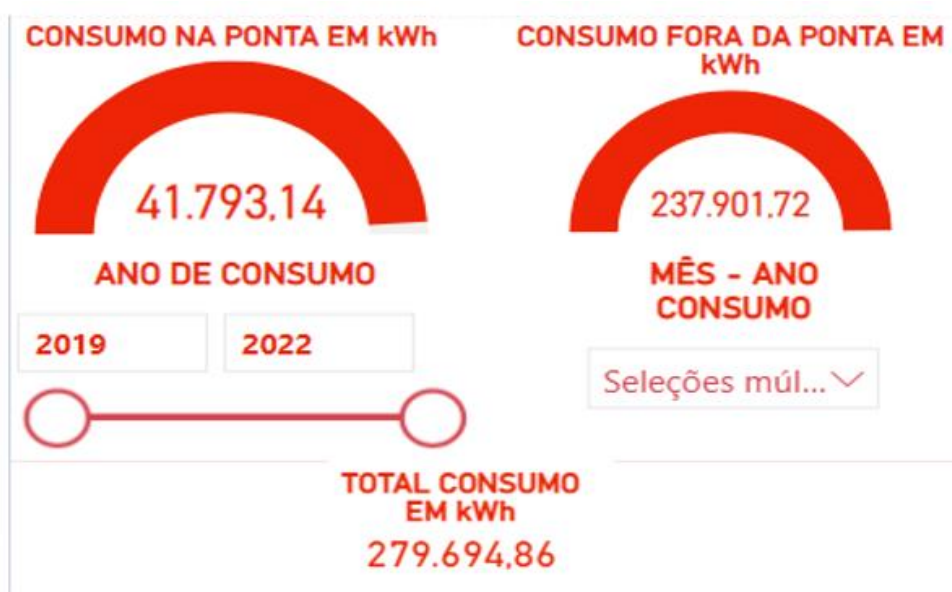 CONSUMO NA PONTA EM kWh
41.793,14
CONSUMO FORA DA PONTA EM
kWh
237.901,72
ANO DE CONSUMO
2019
2022
MÊS - ANO
CONSUMO
Seleções múl...
TOTAL CONSUMO
EM kWh
279.694,86